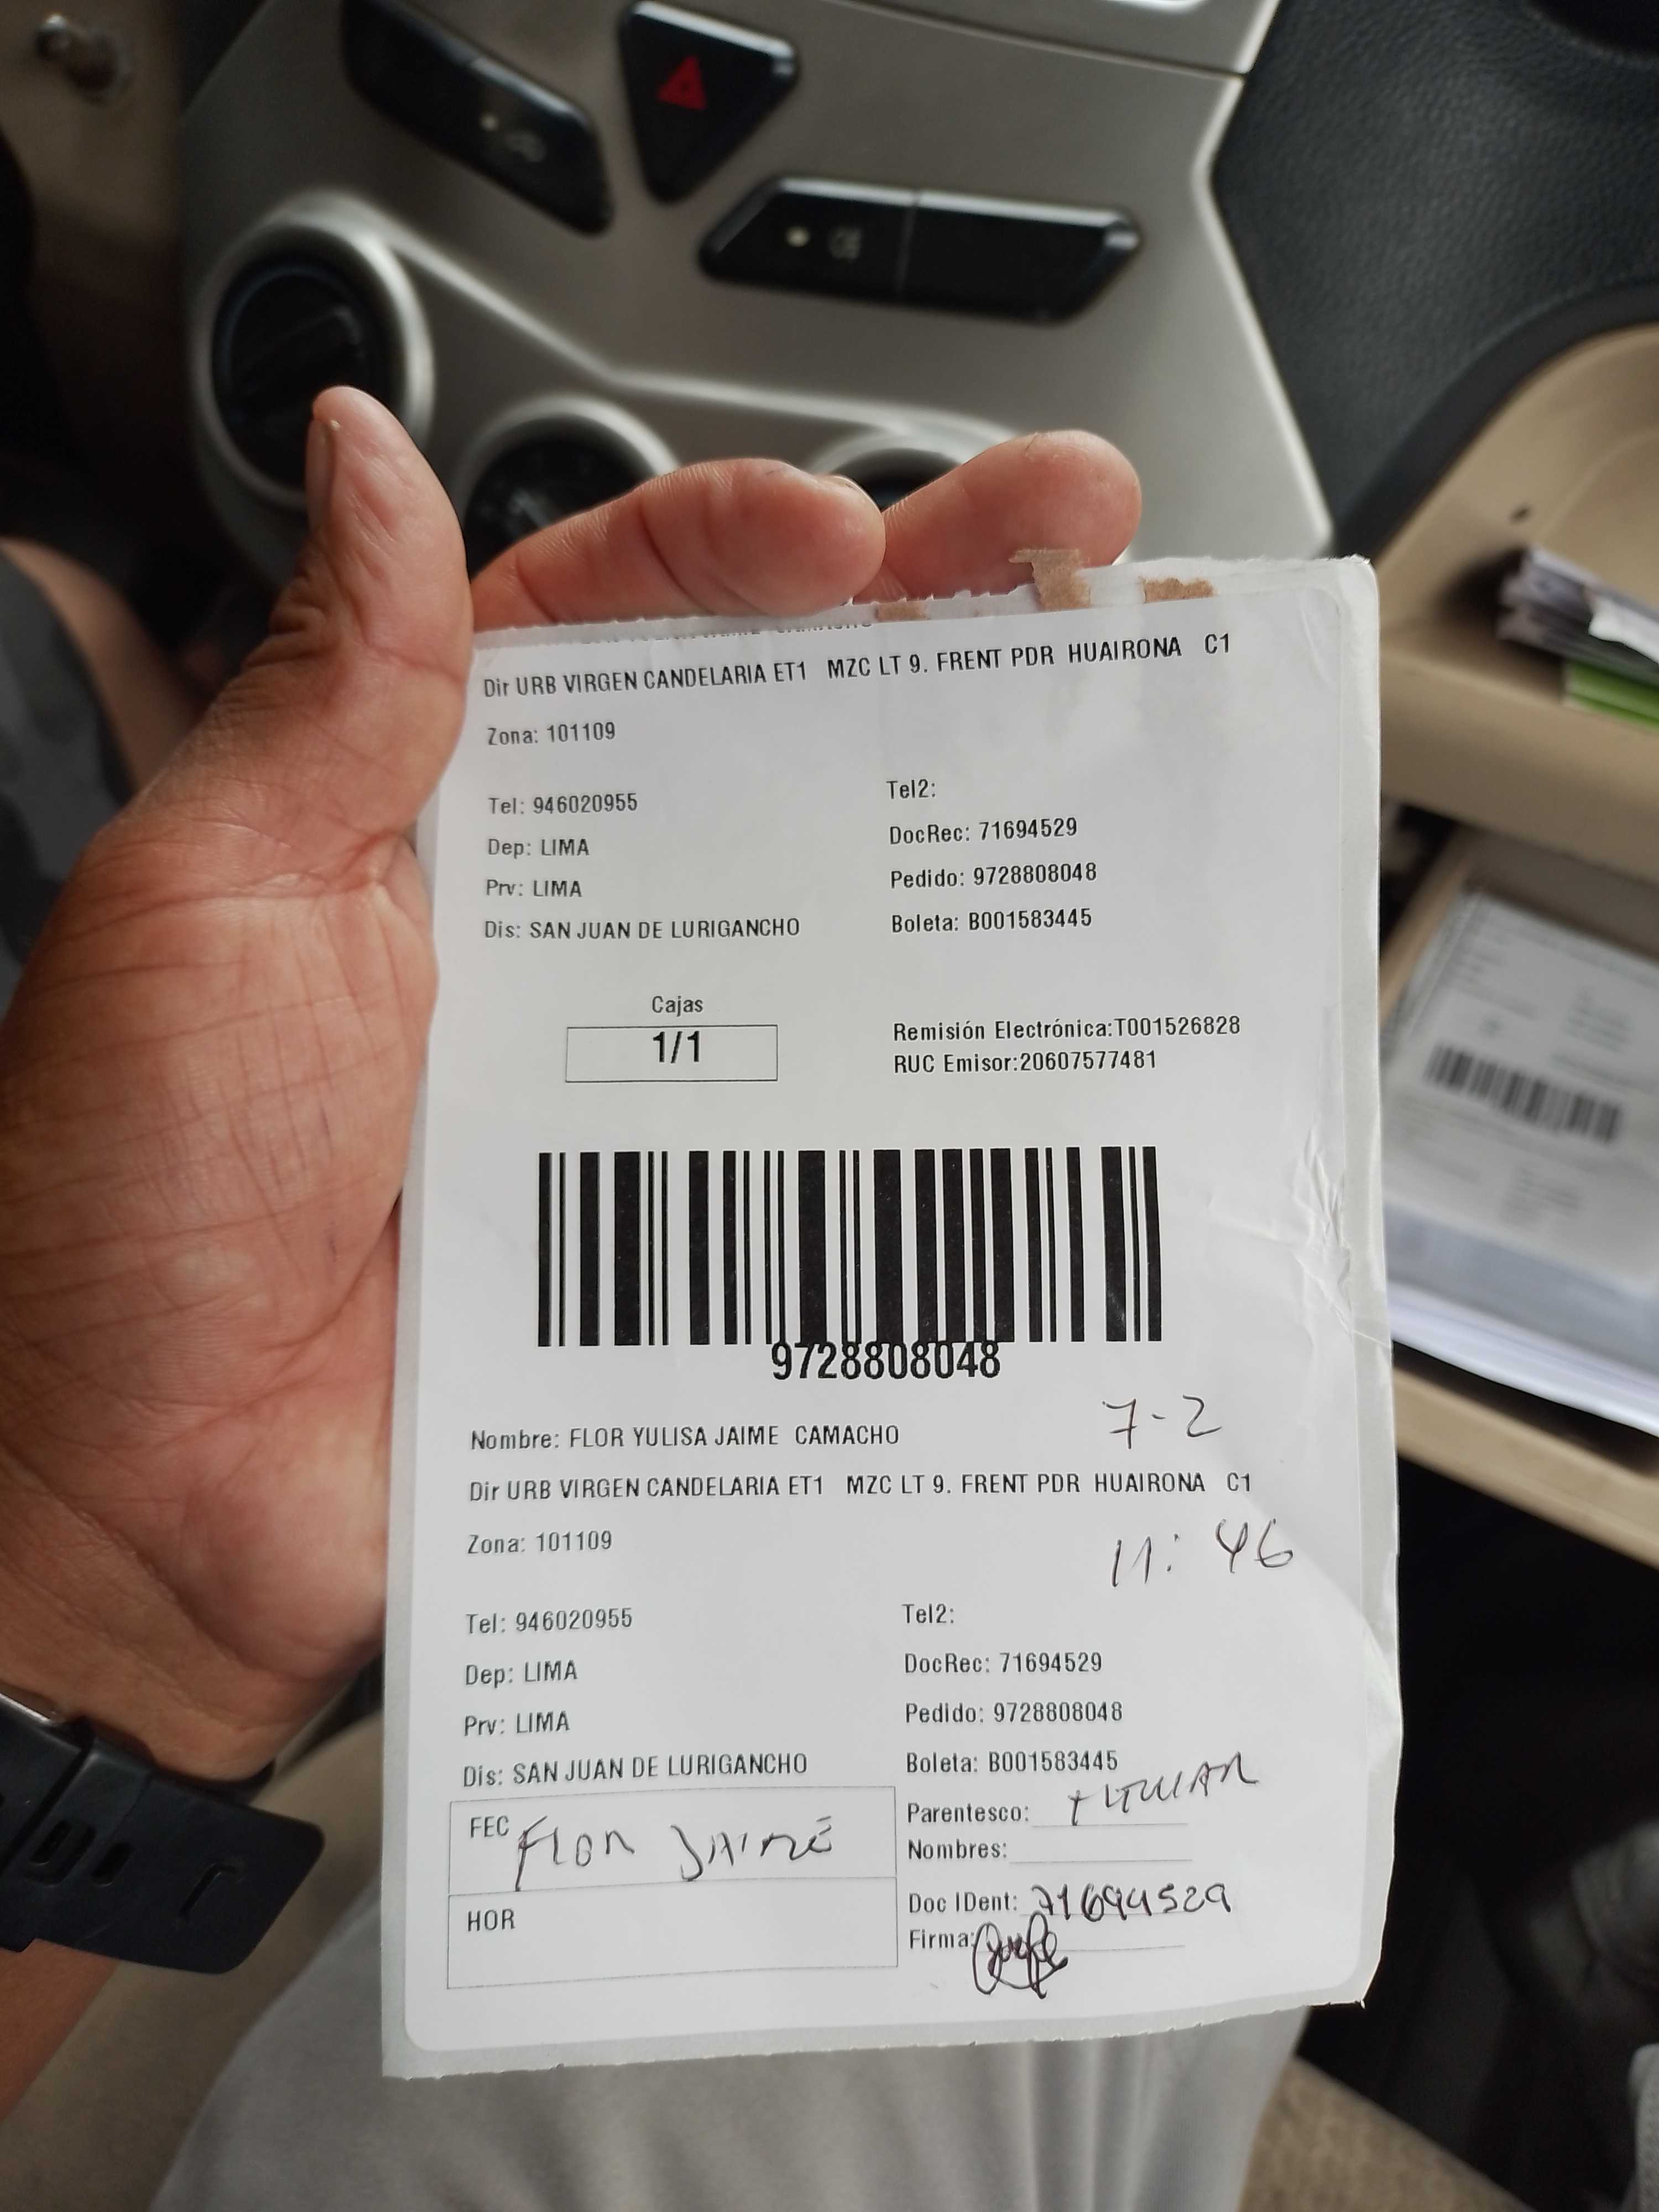 Dir URB VIRGEN CANDELARIA ET1 MZC LT 9. FRENT PDR HUAIRONA C1
Zona: 101109
Tel: 946020955 Tel2:
Dep: LIMA DocRec: 71694529
Prv: LIMA Pedido: 9728808048
Dis: SAN JUAN DE LURIGANCHO Boleta: B001583445
Cajas
1/1
Remisión Electrónica:T001526828
RUC Emisor:20607577481
9728808048
7-2
Nombre: FLOR YULISA JAIME CAMACHO
Dir URB VIRGEN CANDELARIA ET1 MZC LT 9. FRENT PDR HUAIRONA C1
Zona: 101109
11:46
Tel: 946020955 Tel2:
Dep: LIMA DocRec: 71694529
Prv: LIMA Pedido: 9728808048
Dis: SAN JUAN DE LURIGANCHO Boleta: B001583445
FEC FLOR JAIME
Parentesco: TITULAR
Nombres:
HOR
Doc IDent: 71694529
Firma: